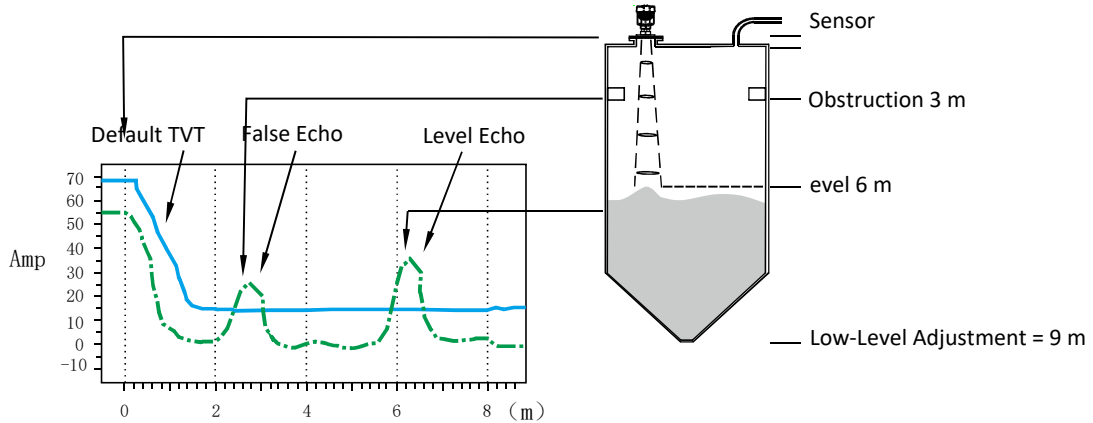 Sensor
Obstruction 3 m
Default TVT
False Echo
Level Echo
evel 6 m
70
60
50
40
30
20
10
0
-10
Amp
0 2 4 6 8 (m)
Low-Level Adjustment = 9 m